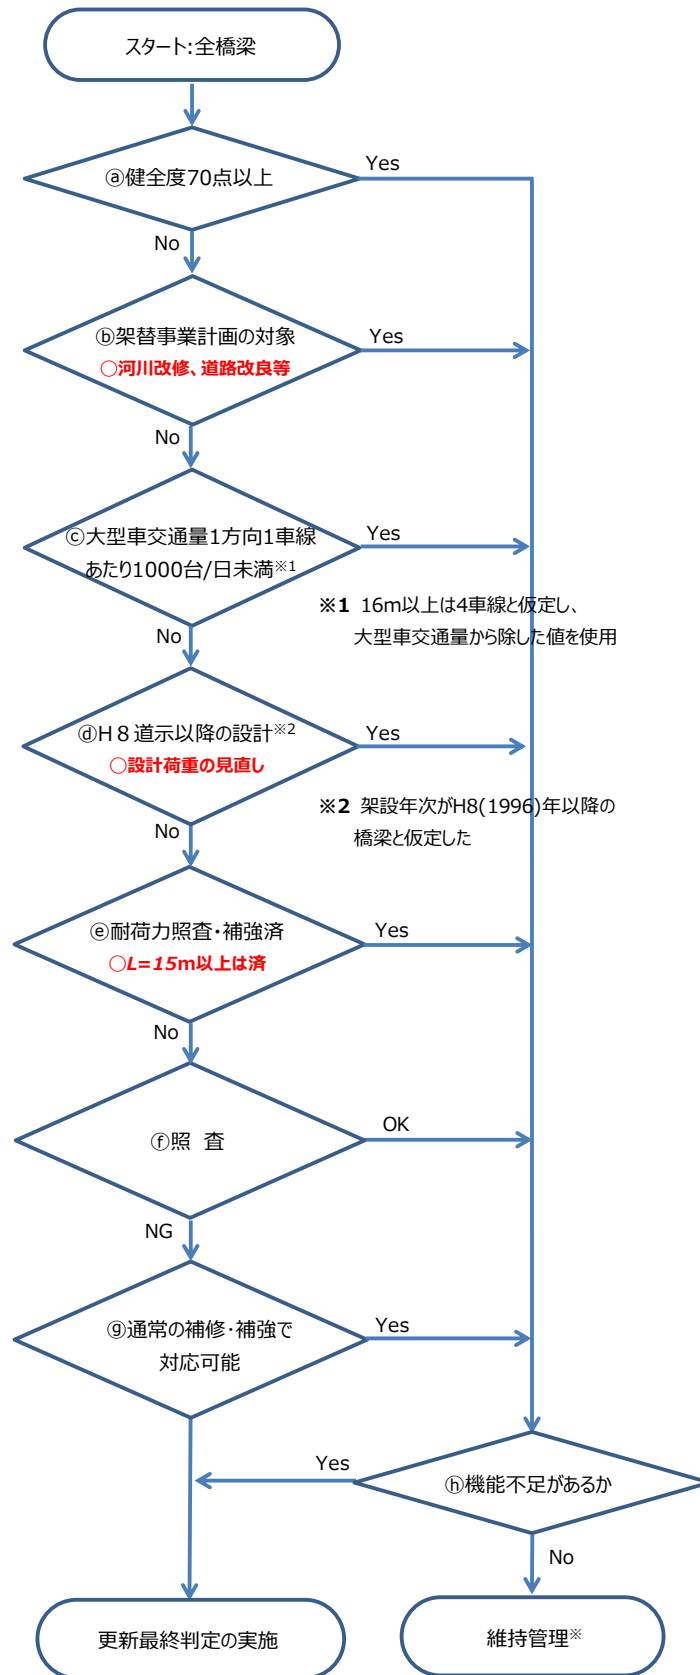 スタート:全橋梁
ⓐ健全度70点以上
Yes
No
ⓑ架替事業計画の対象
○河川改修、道路改良等
Yes
No
ⓒ大型車交通量1方向1車線
あたり1000台/日未満※1
Yes
※1 16m以上は4車線と仮定し、
大型車交通量から除した値を使用
No
ⓓH８道示以降の設計※2
○設計荷重の見直し
Yes
※2 架設年次がH8(1996)年以降の
橋梁と仮定した
No
ⓔ耐荷力照査・補強済
○L=15m以上は済
Yes
No
ⓕ照 査
OK
NG
ⓖ通常の補修・補強で
対応可能
Yes
ⓗ機能不足があるか
Yes
No
更新最終判定の実施
維持管理※